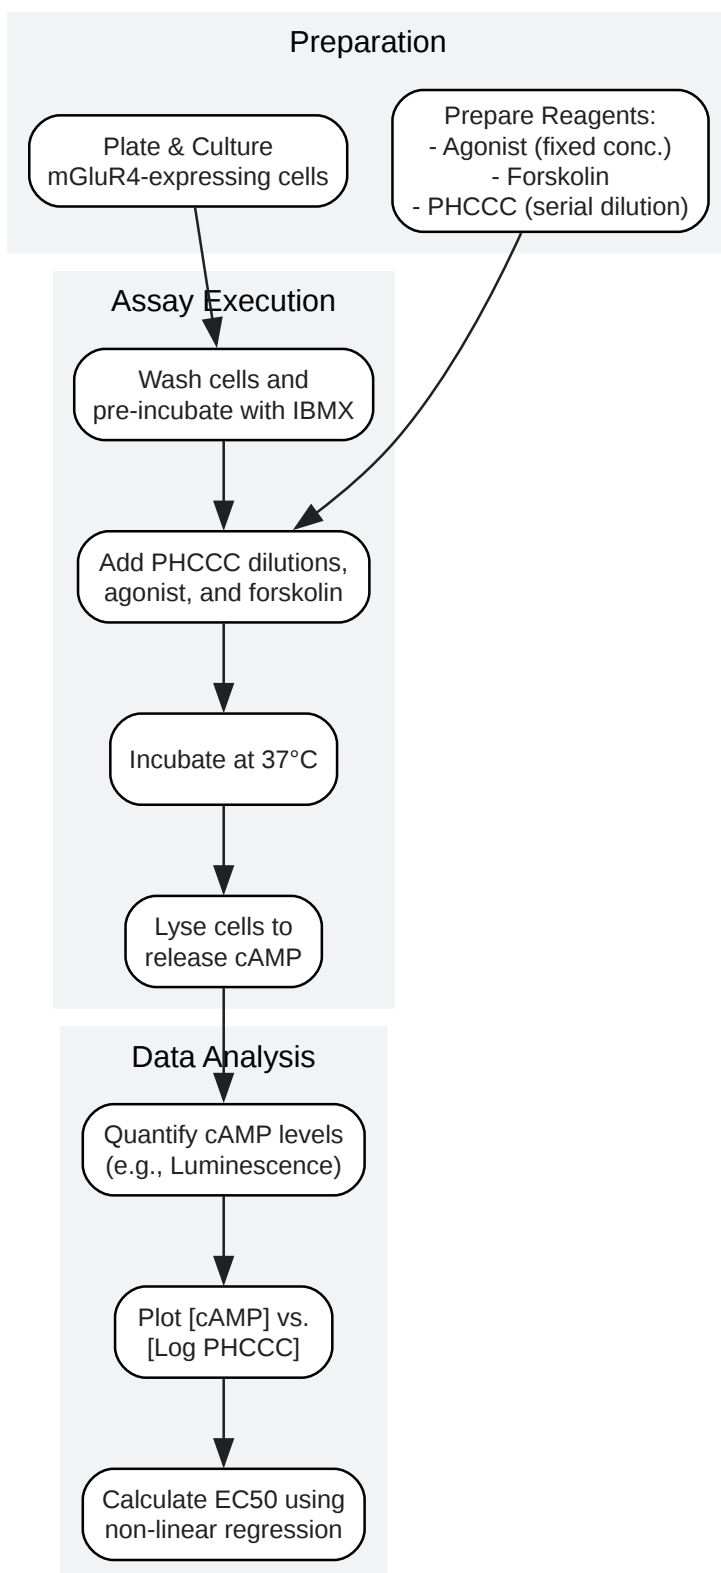 Preparation
Plate & Culture
mGluR4-expressing cells
Prepare Reagents:
- Agonist (fixed conc.)
- Forskolin
- PHCCC (serial dilution)
Assay Execution
Wash cells and
pre-incubate with IBMX
Add PHCCC dilutions,
agonist, and forskolin
Incubate at 37°C
Lyse cells to
release cAMP
Data Analysis
Quantify cAMP levels
(e.g., Luminescence)
Plot [cAMP] vs.
[Log PHCCC]
Calculate EC50 using
non-linear regression